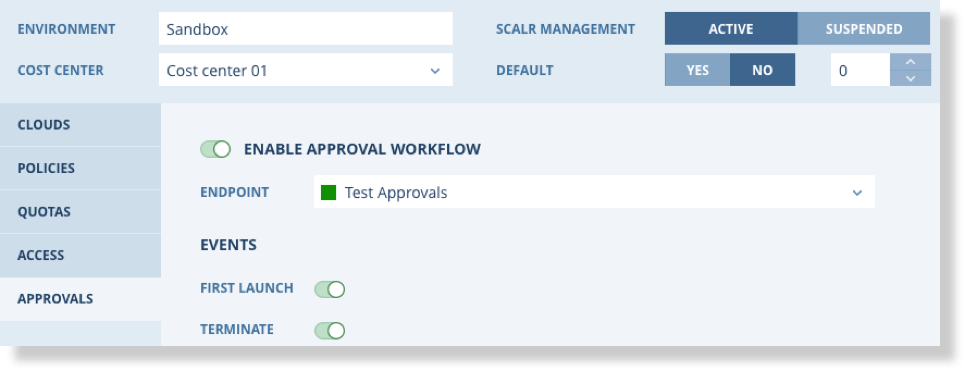 ENVIRONMENT Sandbox SCALR MANAGEMENT ACTIVE SUSPENDED
COST CENTER Cost center 01 DEFAULT YES NO 0
CLOUDS
ENABLE APPROVAL WORKFLOW
POLICIES
ENDPOINT Test Approvals
QUOTAS
EVENTS
ACCESS
FIRST LAUNCH
APPROVALS
TERMINATE